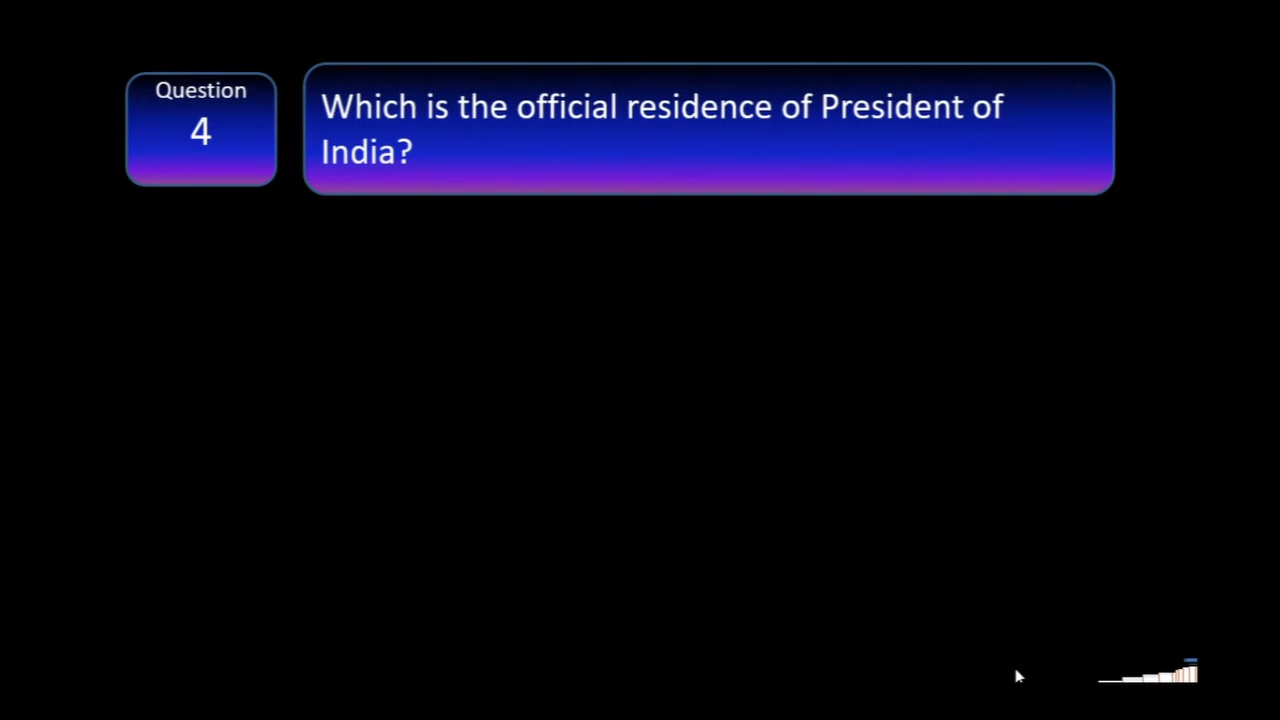 Question
4
Which is the official residence of President of
India?